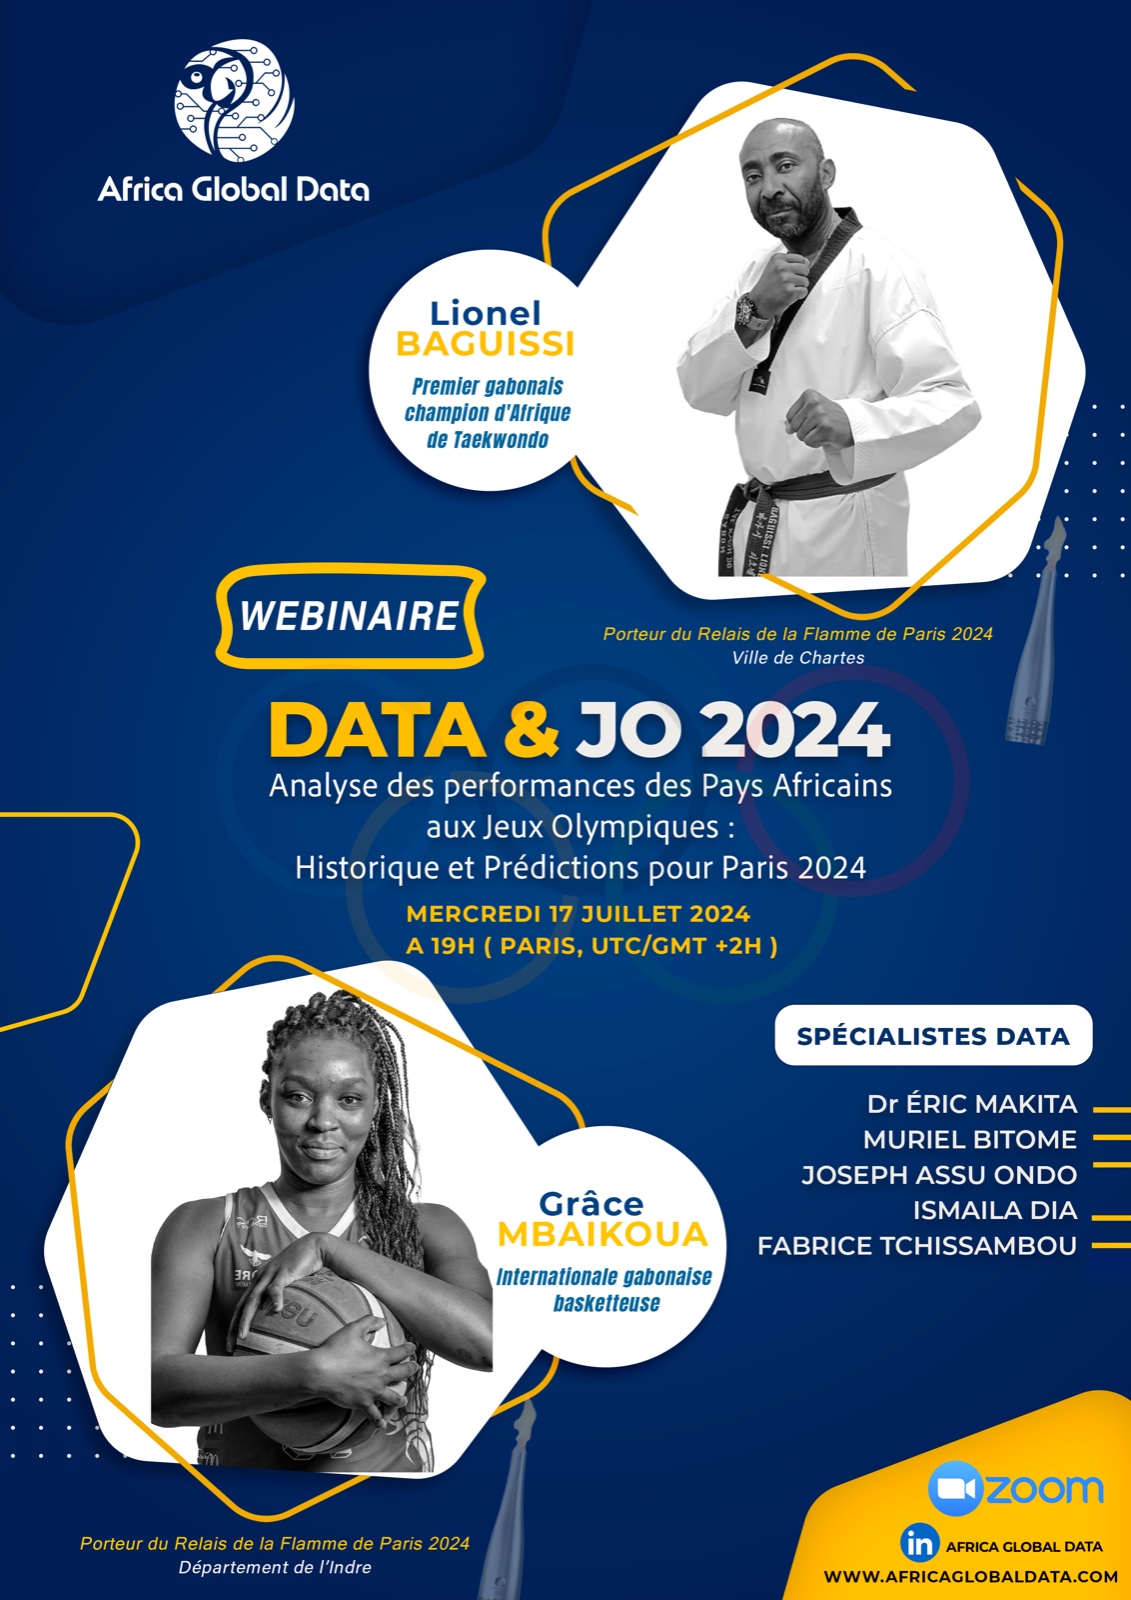 Africa Global Data
Lionel
BAGUISSI
Premier gabonais
champion d'Afrique
de Taekwondo
BAGUISSI LION
Porteur du Relais de la Flamme de Paris 2024
Ville de Chartes
WEBINAIRE
DATA & JO 2024
Analyse des performances des Pays Africains
aux Jeux Olympiques :
Historique et Prédictions pour Paris 2024
MERCREDI 17 JUILLET 2024
A 19H ( PARIS, UTC/GMT +2H )
SPÉCIALISTES DATA
Dr ÉRIC MAKITA
MURIEL BITOME
JOSEPH ASSU ONDO
ISMAILA DIA
FABRICE TCHISSAMBOU
Grâce
MBAIKOUA
Internationale gabonaise
basketteuse
Porteur du Relais de la Flamme de Paris 2024
Département de l'Indre
zoom
in AFRICA GLOBAL DATA
WWW.AFRICAGLOBALDATA.COM